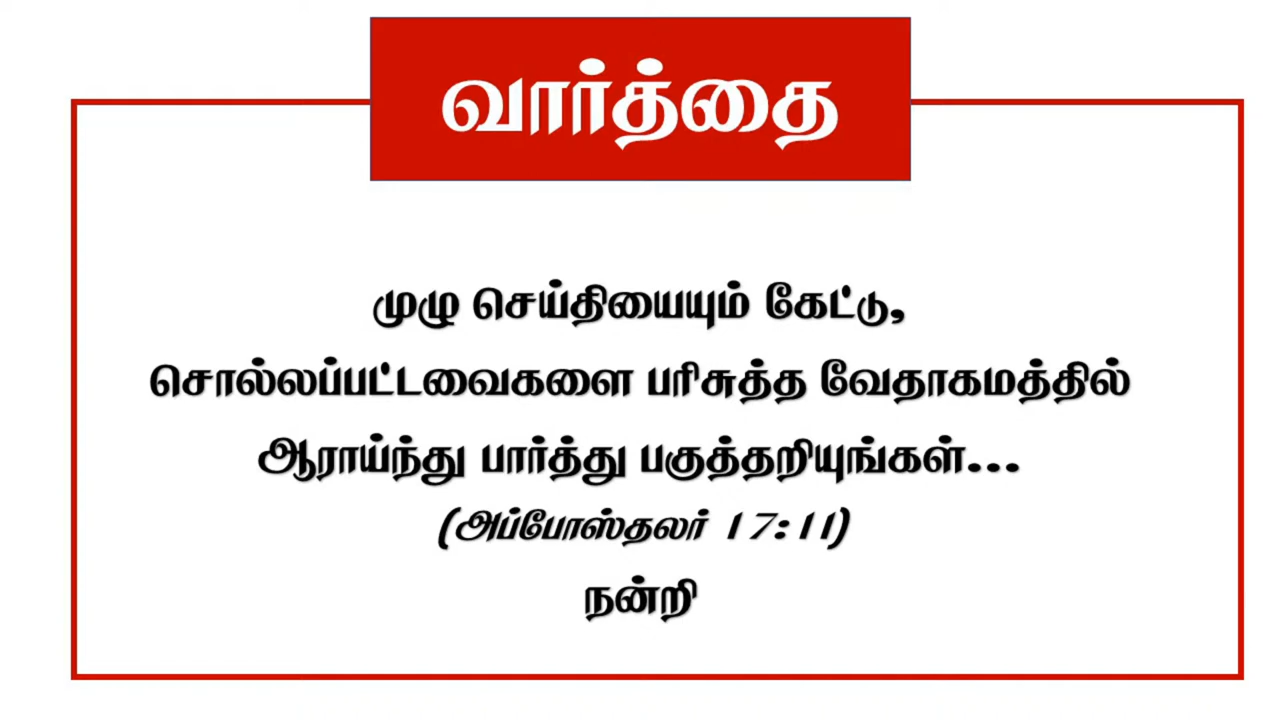 வார்த்தை
முழு செய்தியையும் கேட்டு,
சொல்லப்பட்டவைகளை பரிசுத்த வேதாகமத்தில்
ஆராய்ந்து பார்த்து பகுத்தறியுங்கள்...
(அப்போஸ்தலர் 17:11)
நன்றி